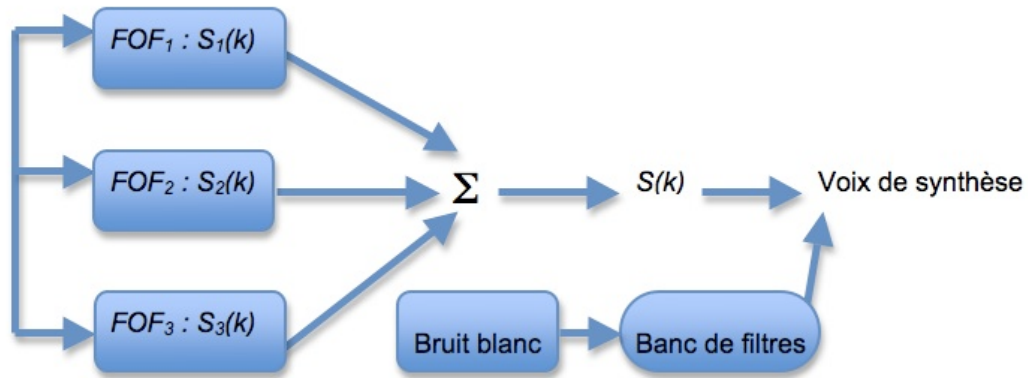 FOF₁ : S₁(k)
FOF₂ : S₂(k)
Σ
S(k)
Voix de synthèse
FOF₃ : S₃(k)
Bruit blanc
Banc de filtres